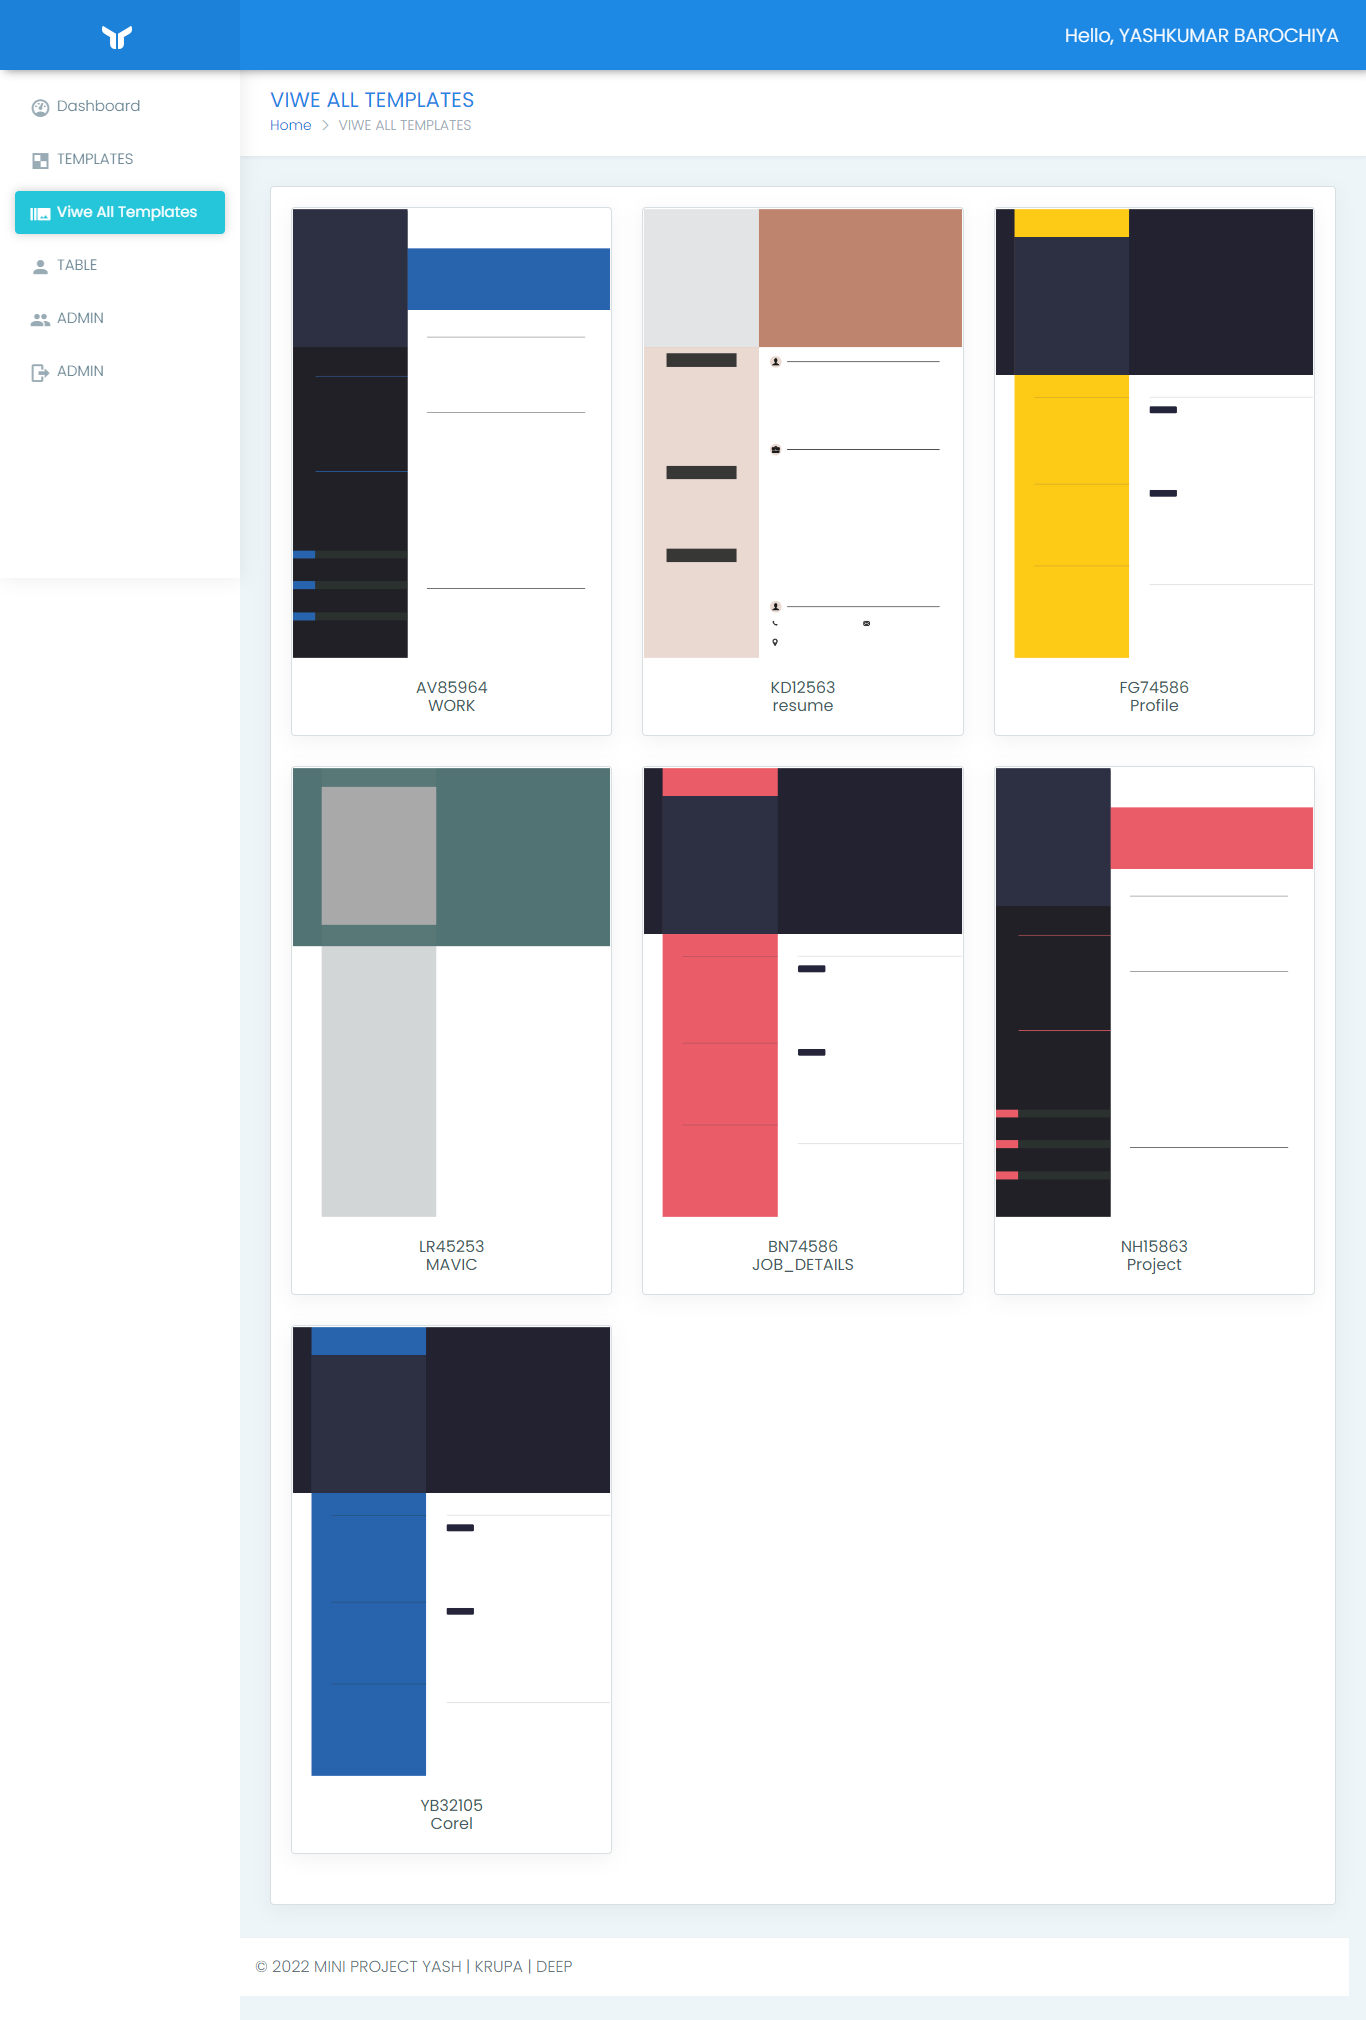 Hello, YASHKUMAR BAROCHIYA
Dashboard
TEMPLATES
Viwe All Templates
TABLE
ADMIN
ADMIN
VIWE ALL TEMPLATES
Home > VIWE ALL TEMPLATES
AV85964
WORK
KD12563
resume
FG74586
Profile
LR45253
MAVIC
BN74586
JOB_DETAILS
NH15863
Project
YB32105
Corel
© 2022 MINI PROJECT YASH | KRUPA | DEEP